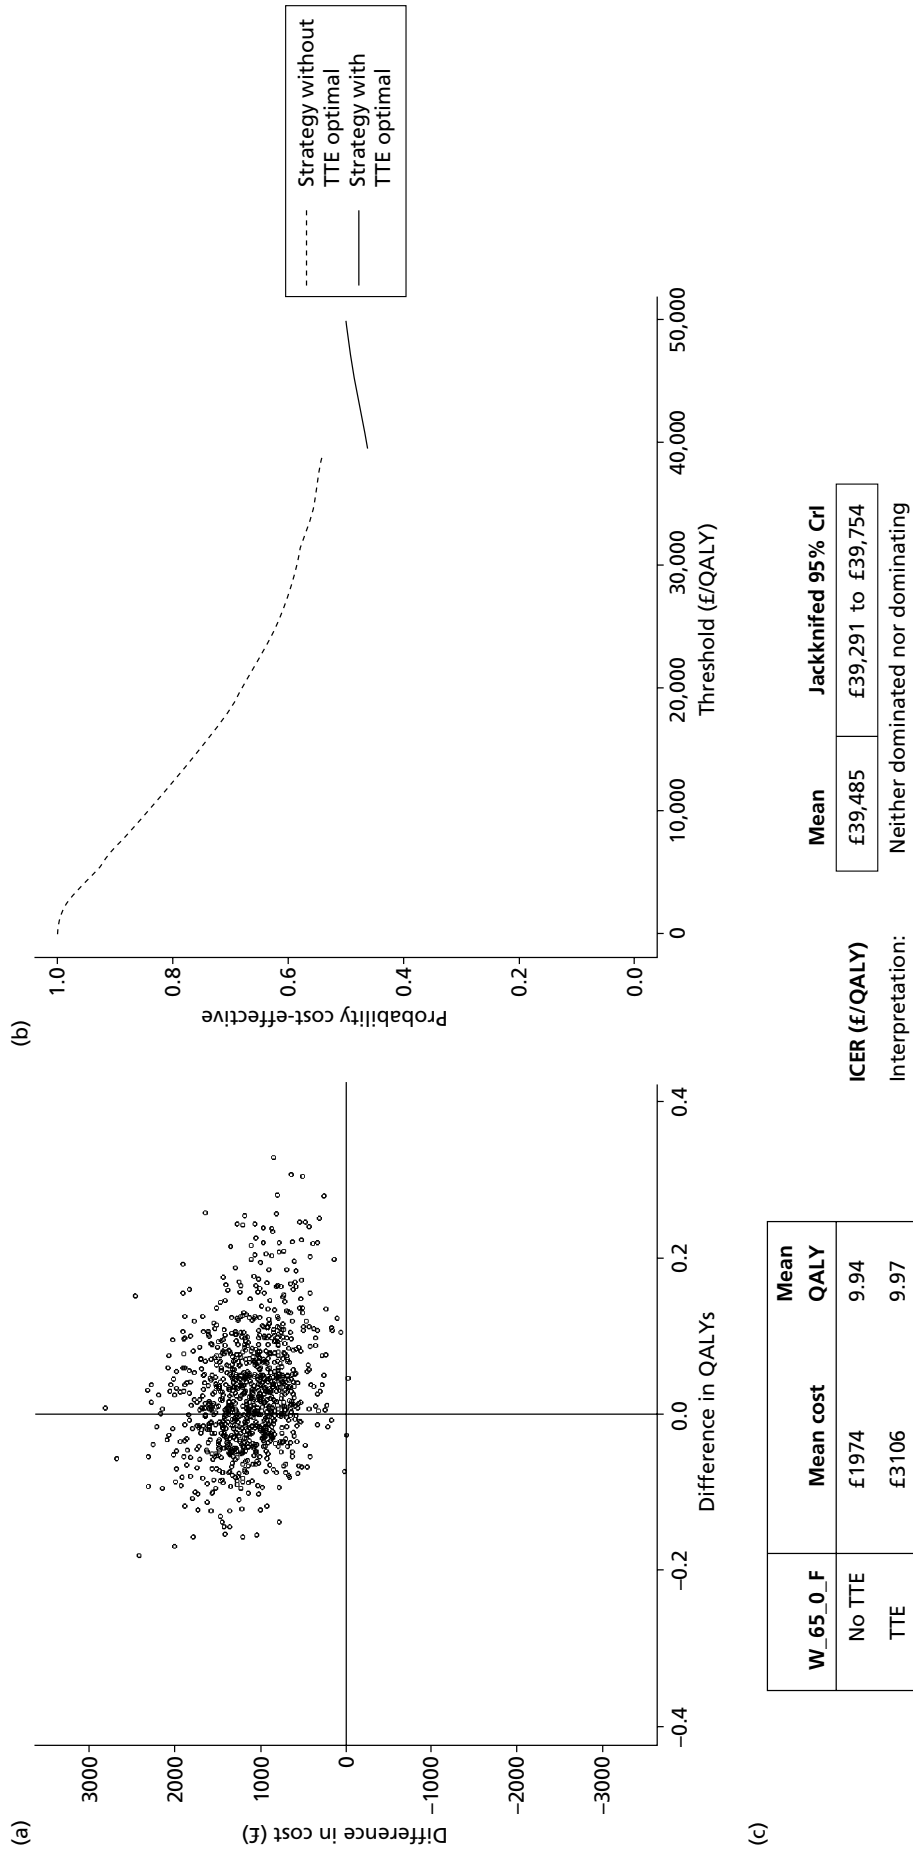 (a)
3000
2000
1000
0
−1000
−2000
−3000
Difference in cost (£)
−0.4
−0.2
0.0
0.2
0.4
Difference in QALYs
(b)
1.0
0.8
0.6
0.4
0.2
0.0
Probability cost-effective
0
10,000
20,000
30,000
40,000
50,000
Threshold (£/QALY)
Strategy without
TTE optimal
Strategy with
TTE optimal
(c)
W_65_0_F Mean cost Mean QALY
No TTE £1974 9.94
TTE £3106 9.97
Mean Jackknifed 95% CrI
ICER (£/QALY) £39,485 £39,291 to £39,754
Interpretation: Neither dominated nor dominating